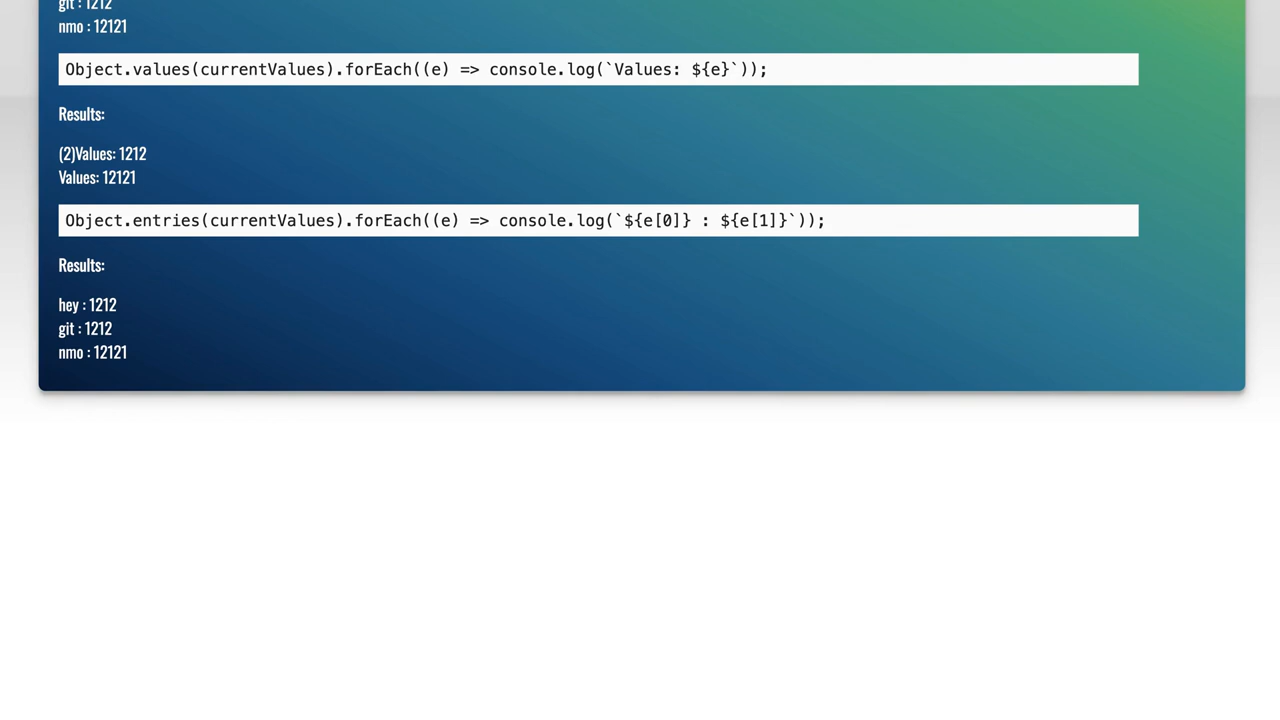 git : 1212
nmo : 12121
Object.values(currentValues).forEach((e) => console.log(`Values: ${e}`));
Results:
(2)Values: 1212
Values: 12121
Object.entries(currentValues).forEach((e) => console.log(`${e[0]} : ${e[1]}`));
Results:
hey : 1212
git : 1212
nmo : 12121